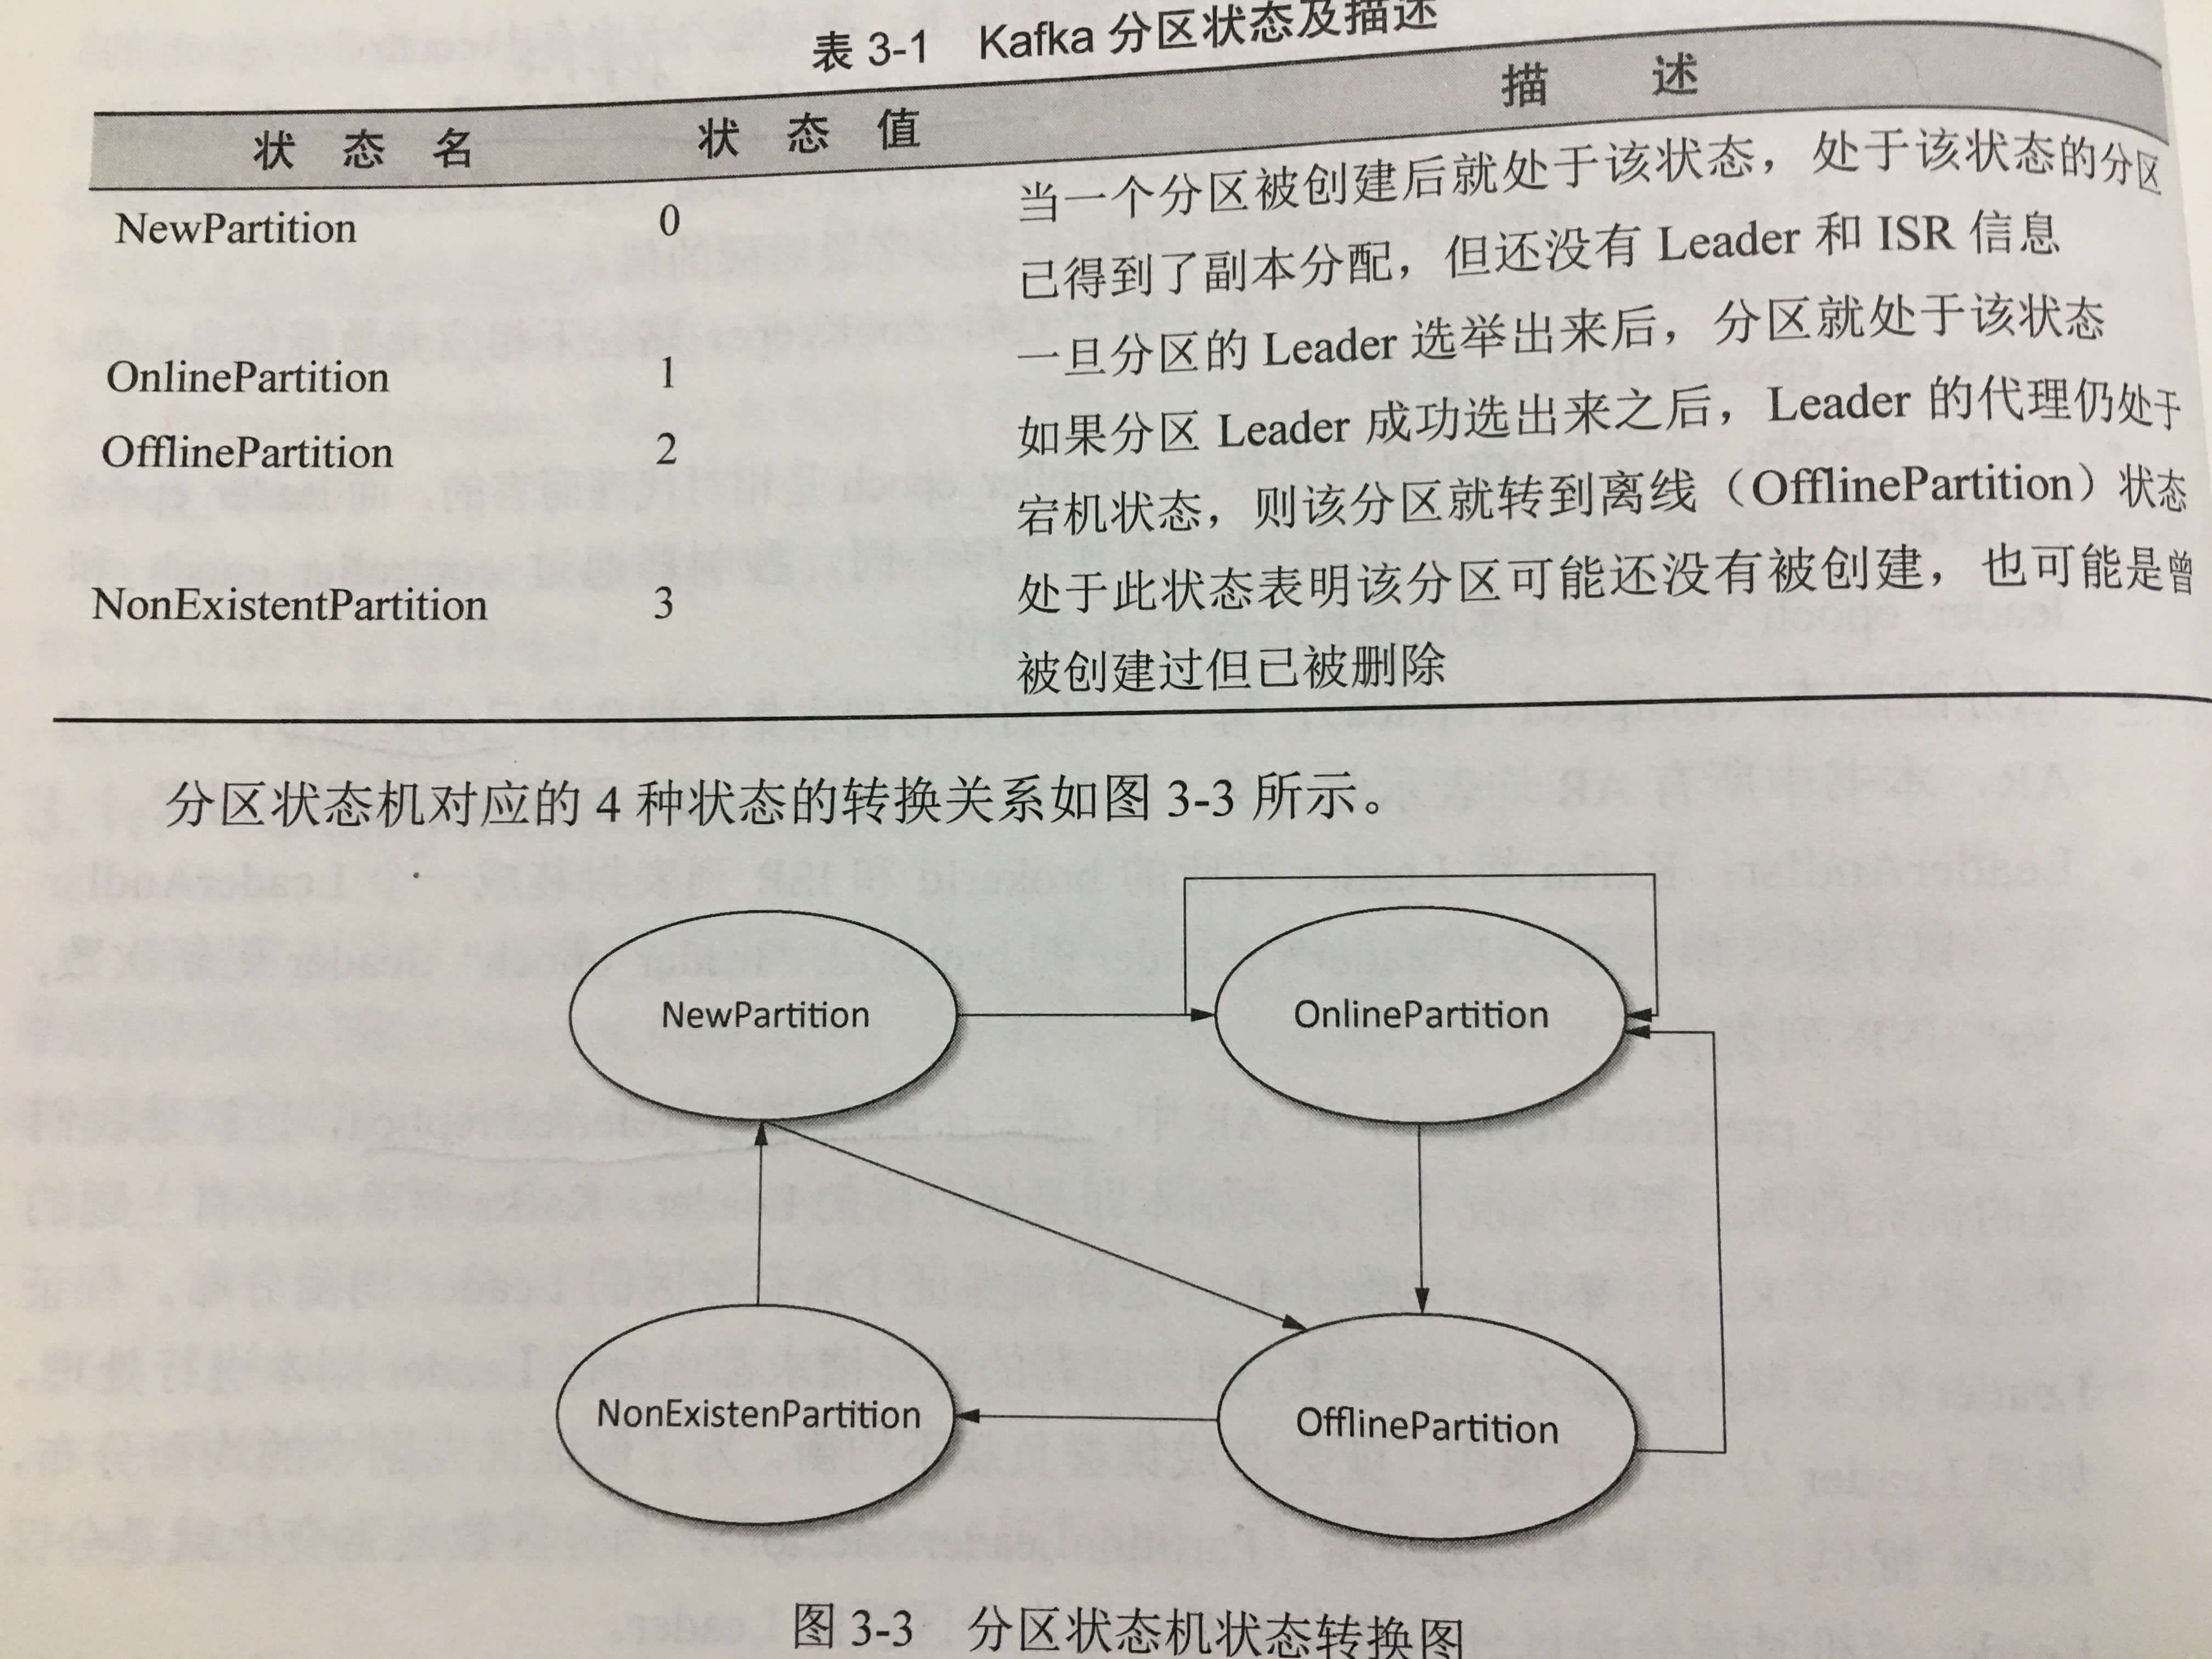 表 3-1 Kafka 分区状态及描述
状态名 状态值 描述
NewPartition 0 当一个分区被创建后就处于该状态，处于该状态的分区
已得到了副本分配，但还没有 Leader 和 ISR 信息
OnlinePartition 1 一旦分区的 Leader 选举出来后，分区就处于该状态
OfflinePartition 2 如果分区 Leader 成功选出来之后，Leader 的代理仍处于
宕机状态，则该分区就转到离线（OfflinePartition）状态
NonExistentPartition 3 处于此状态表明该分区可能还没有被创建，也可能是曾
被创建过但已被删除
分区状态机对应的 4 种状态的转换关系如图 3-3 所示。
NewPartition
OnlinePartition
NonExistenPartition
OfflinePartition
图 3-3 分区状态机状态转换图